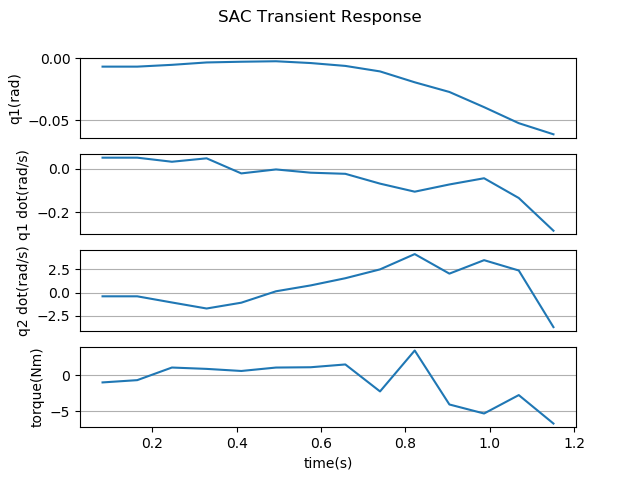 SAC Transient Response
0.00
−0.05
q1(rad)
0.0
−0.2
q1 dot(rad/s)
2.5
0.0
−2.5
q2 dot(rad/s)
0
−5
torque(Nm)
0.2 0.4 0.6 0.8 1.0 1.2
time(s)